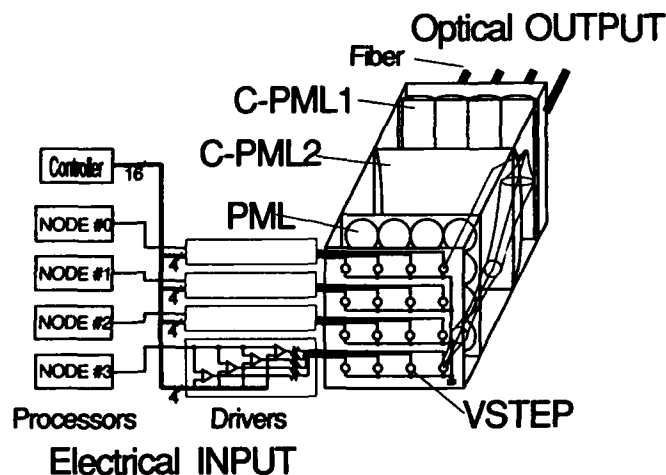 Optical OUTPUT
Fiber
C-PML1
C-PML2
Controller
16
PML
NODE #0
4
NODE #1
4
NODE #2
4
NODE #3
4
Processors
Drivers
VSTEP
Electrical INPUT